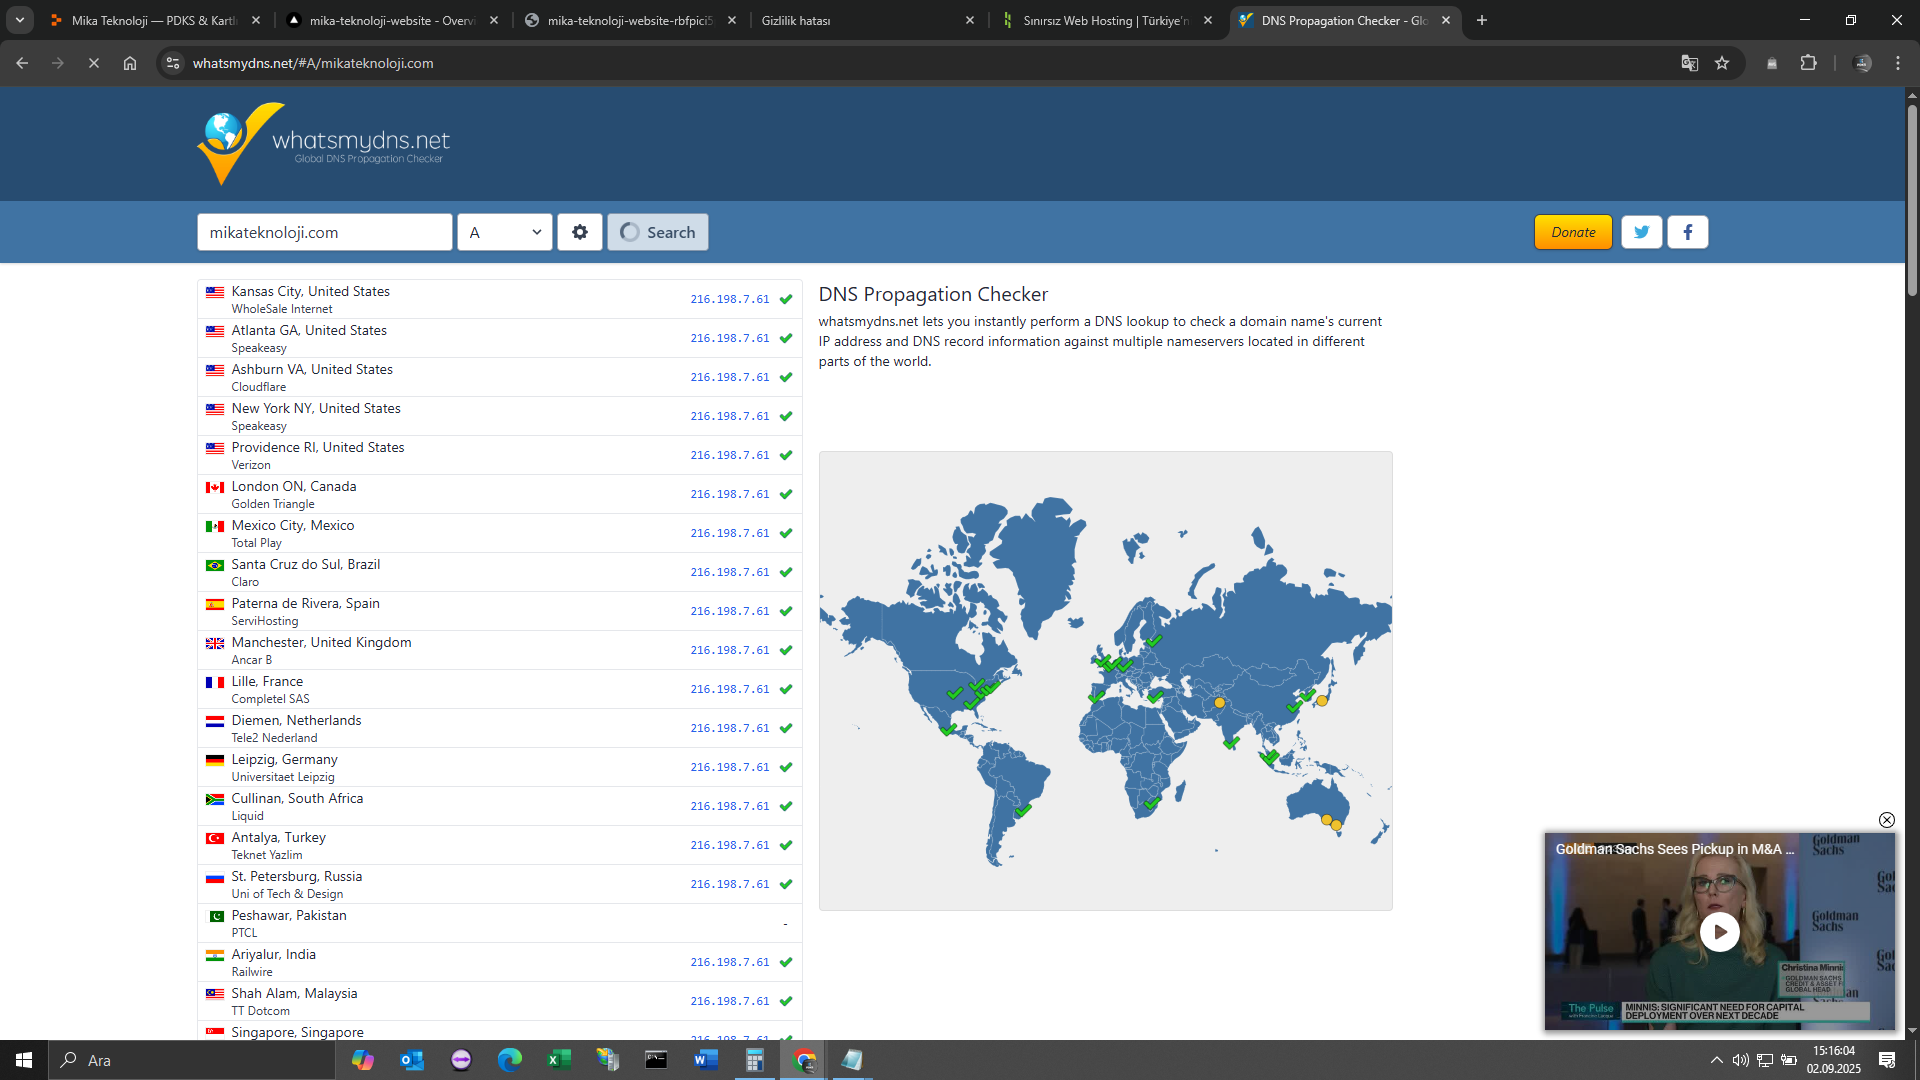 Mika Teknoloji — PDKS & Kartl
mika-teknoloji-website - Overvi
mika-teknoloji-website-rbfpici5
Gizlilik hatası
Sınırsız Web Hosting | Türkiye'n
DNS Propagation Checker - Glo
whatsmydns.net/#A/mikateknoloji.com
whatsmydns.net
Global DNS Propagation Checker
mikateknoloji.com
A
Search
Donate
Kansas City, United States
WholeSale Internet
216.198.7.61
Atlanta GA, United States
Speakeasy
216.198.7.61
Ashburn VA, United States
Cloudflare
216.198.7.61
New York NY, United States
Speakeasy
216.198.7.61
Providence RI, United States
Verizon
216.198.7.61
London ON, Canada
Golden Triangle
216.198.7.61
Mexico City, Mexico
Total Play
216.198.7.61
Santa Cruz do Sul, Brazil
Claro
216.198.7.61
Paterna de Rivera, Spain
ServiHosting
216.198.7.61
Manchester, United Kingdom
Ancar B
216.198.7.61
Lille, France
Completel SAS
216.198.7.61
Diemen, Netherlands
Tele2 Nederland
216.198.7.61
Leipzig, Germany
Universitaet Leipzig
216.198.7.61
Cullinan, South Africa
Liquid
216.198.7.61
Antalya, Turkey
Teknet Yazlim
216.198.7.61
St. Petersburg, Russia
Uni of Tech & Design
216.198.7.61
Peshawar, Pakistan
PTCL
-
Ariyalur, India
Railwire
216.198.7.61
Shah Alam, Malaysia
TT Dotcom
216.198.7.61
Singapore, Singapore
216.198.7.61
DNS Propagation Checker
whatsmydns.net lets you instantly perform a DNS lookup to check a domain name's current
IP address and DNS record information against multiple nameservers located in different
parts of the world.
Goldman Sachs Sees Pickup in M&A ...
Goldman
Sachs
Goldman
Sachs
Christina Minnis
GOLDMAN SACHS
CREDIT & ASSET F
GLOBAL HEAD
The Pulse
MINNIS: SIGNIFICANT NEED FOR CAPITAL
DEPLOYMENT OVER NEXT DECADE
Ara
15:16:04
02.09.2025